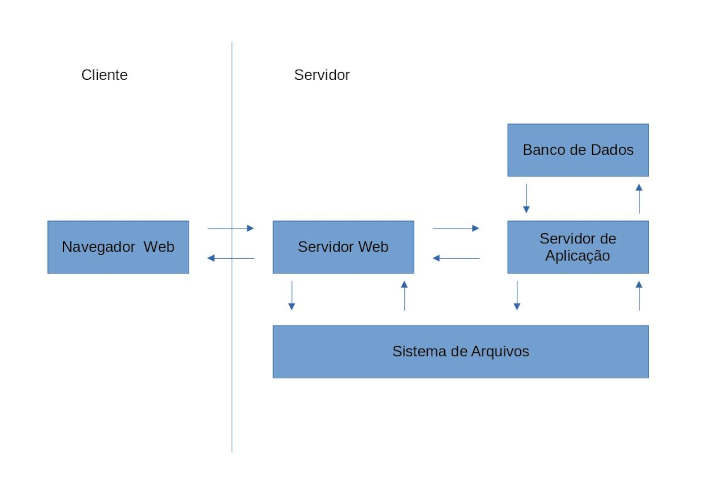 Cliente
Servidor
Banco de Dados
Navegador Web
Servidor Web
Servidor de
Aplicação
Sistema de Arquivos